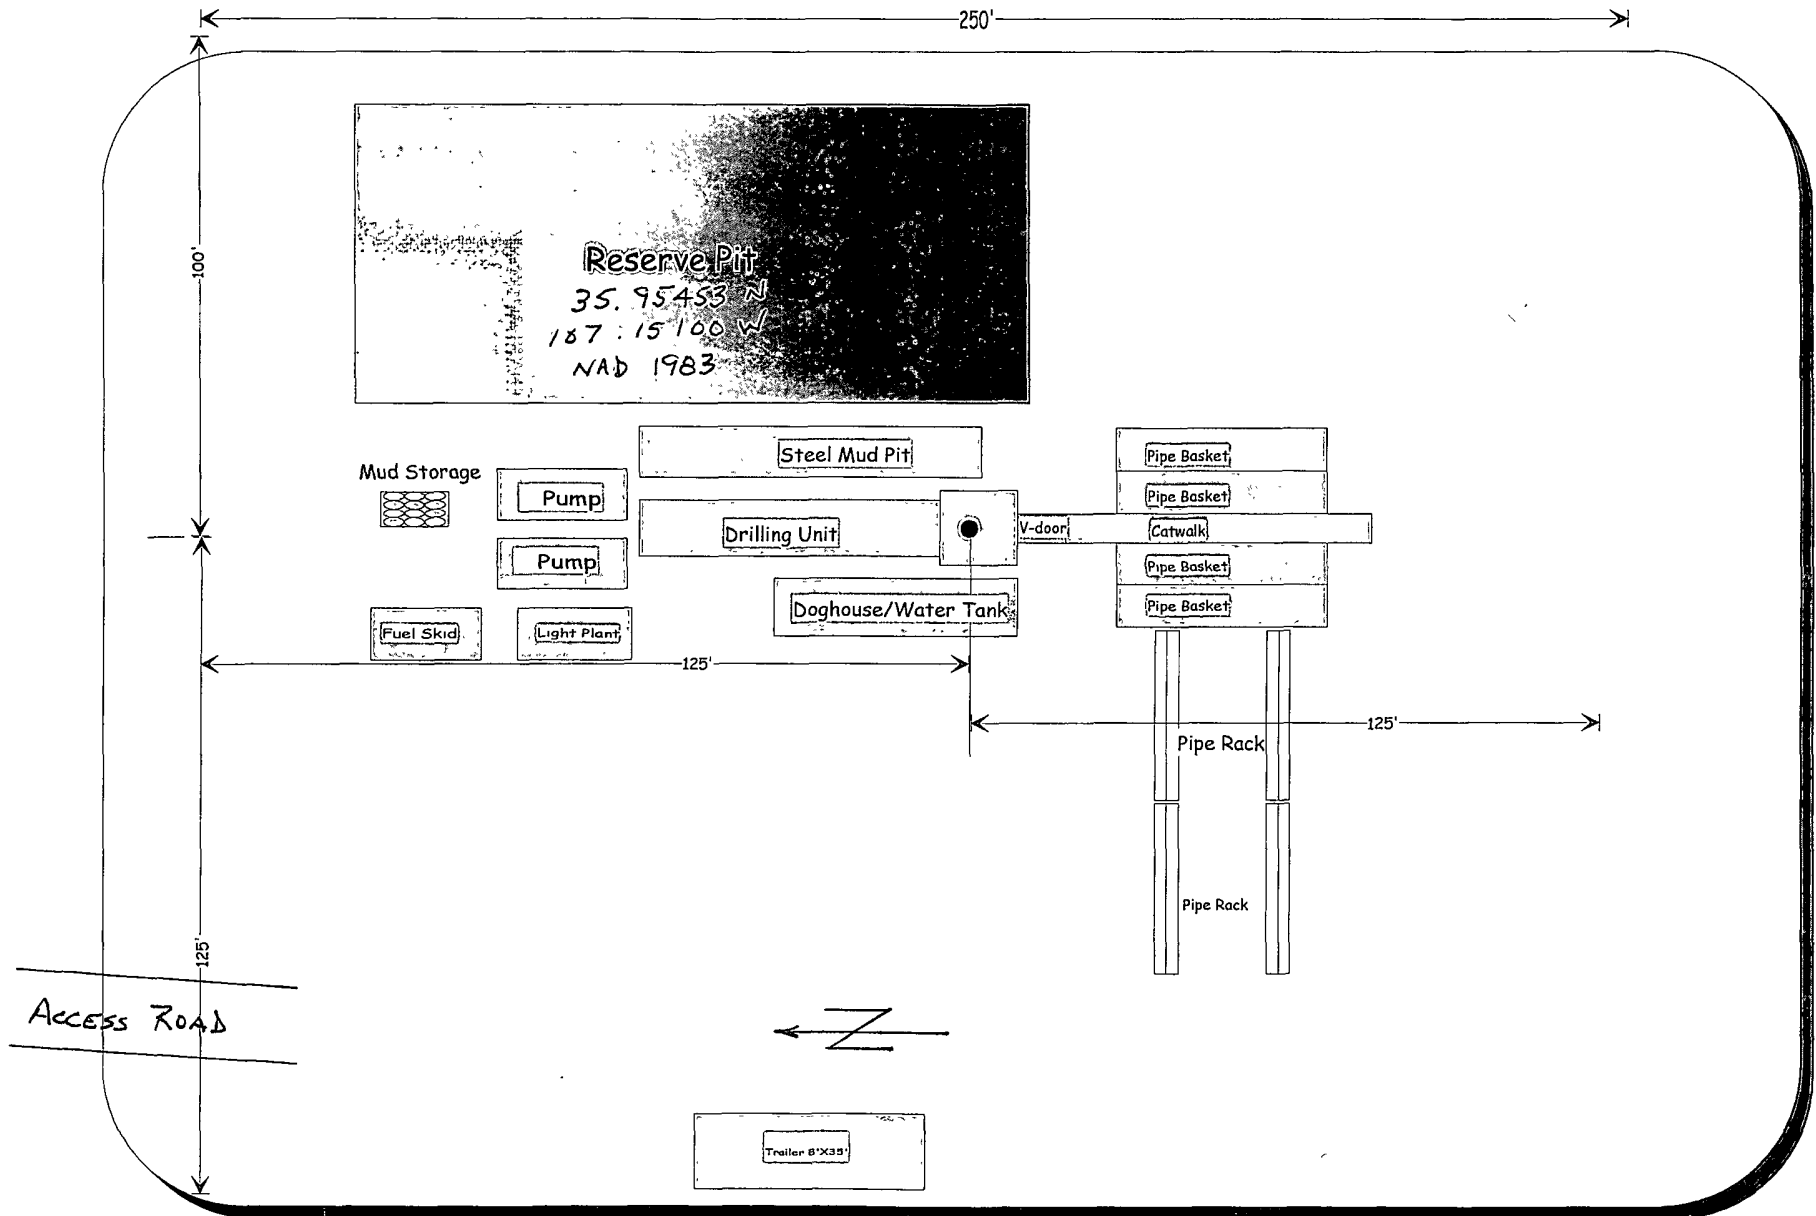 250'
100'
Reserve Pit
35.95453 N
107.15100 W
NAD 1983
Steel Mud Pit
Pipe Basket
Mud Storage
Pump
Pipe Basket
Drilling Unit
V-door
Catwalk
Pump
Pipe Basket
Doghouse/Water Tank
Pipe Basket
Fuel Skid
Light Plant
125'
125'
Pipe Rack
Pipe Rack
125'
ACCESS ROAD
N
Trailer 8'X35'